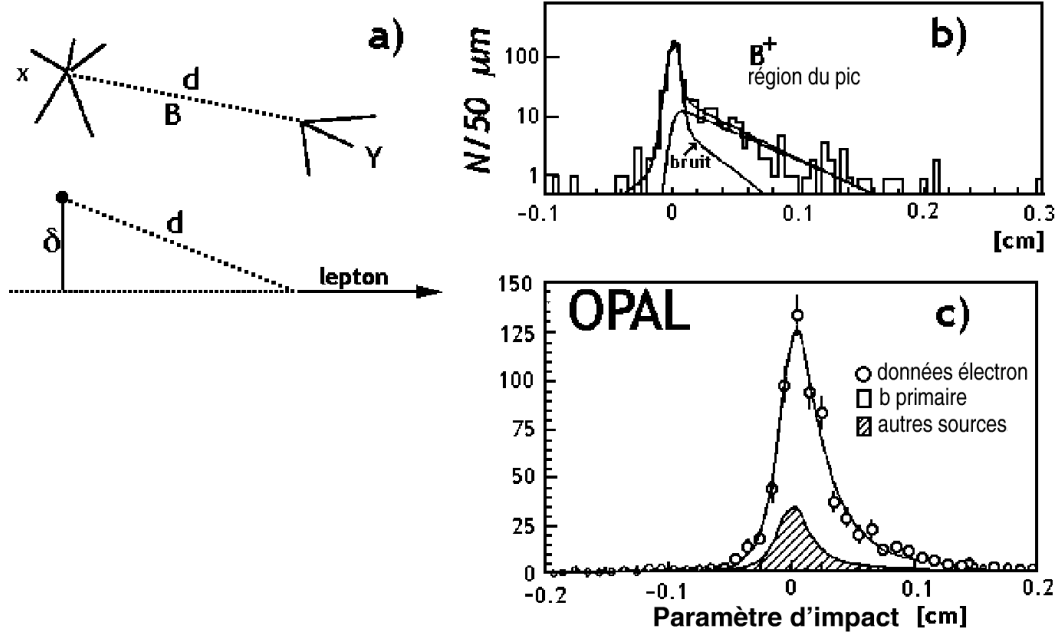 a)
x
d
B
Y
δ
d
lepton
b)
N/50 μm
B+
région du pic
bruit
100
10
1
-0.1
0
0.1
0.2
0.3
[cm]
OPAL
c)
données électron
b primaire
autres sources
150
125
100
75
50
25
0
-0.2
-0.1
0
0.1
0.2
Paramètre d'impact [cm]